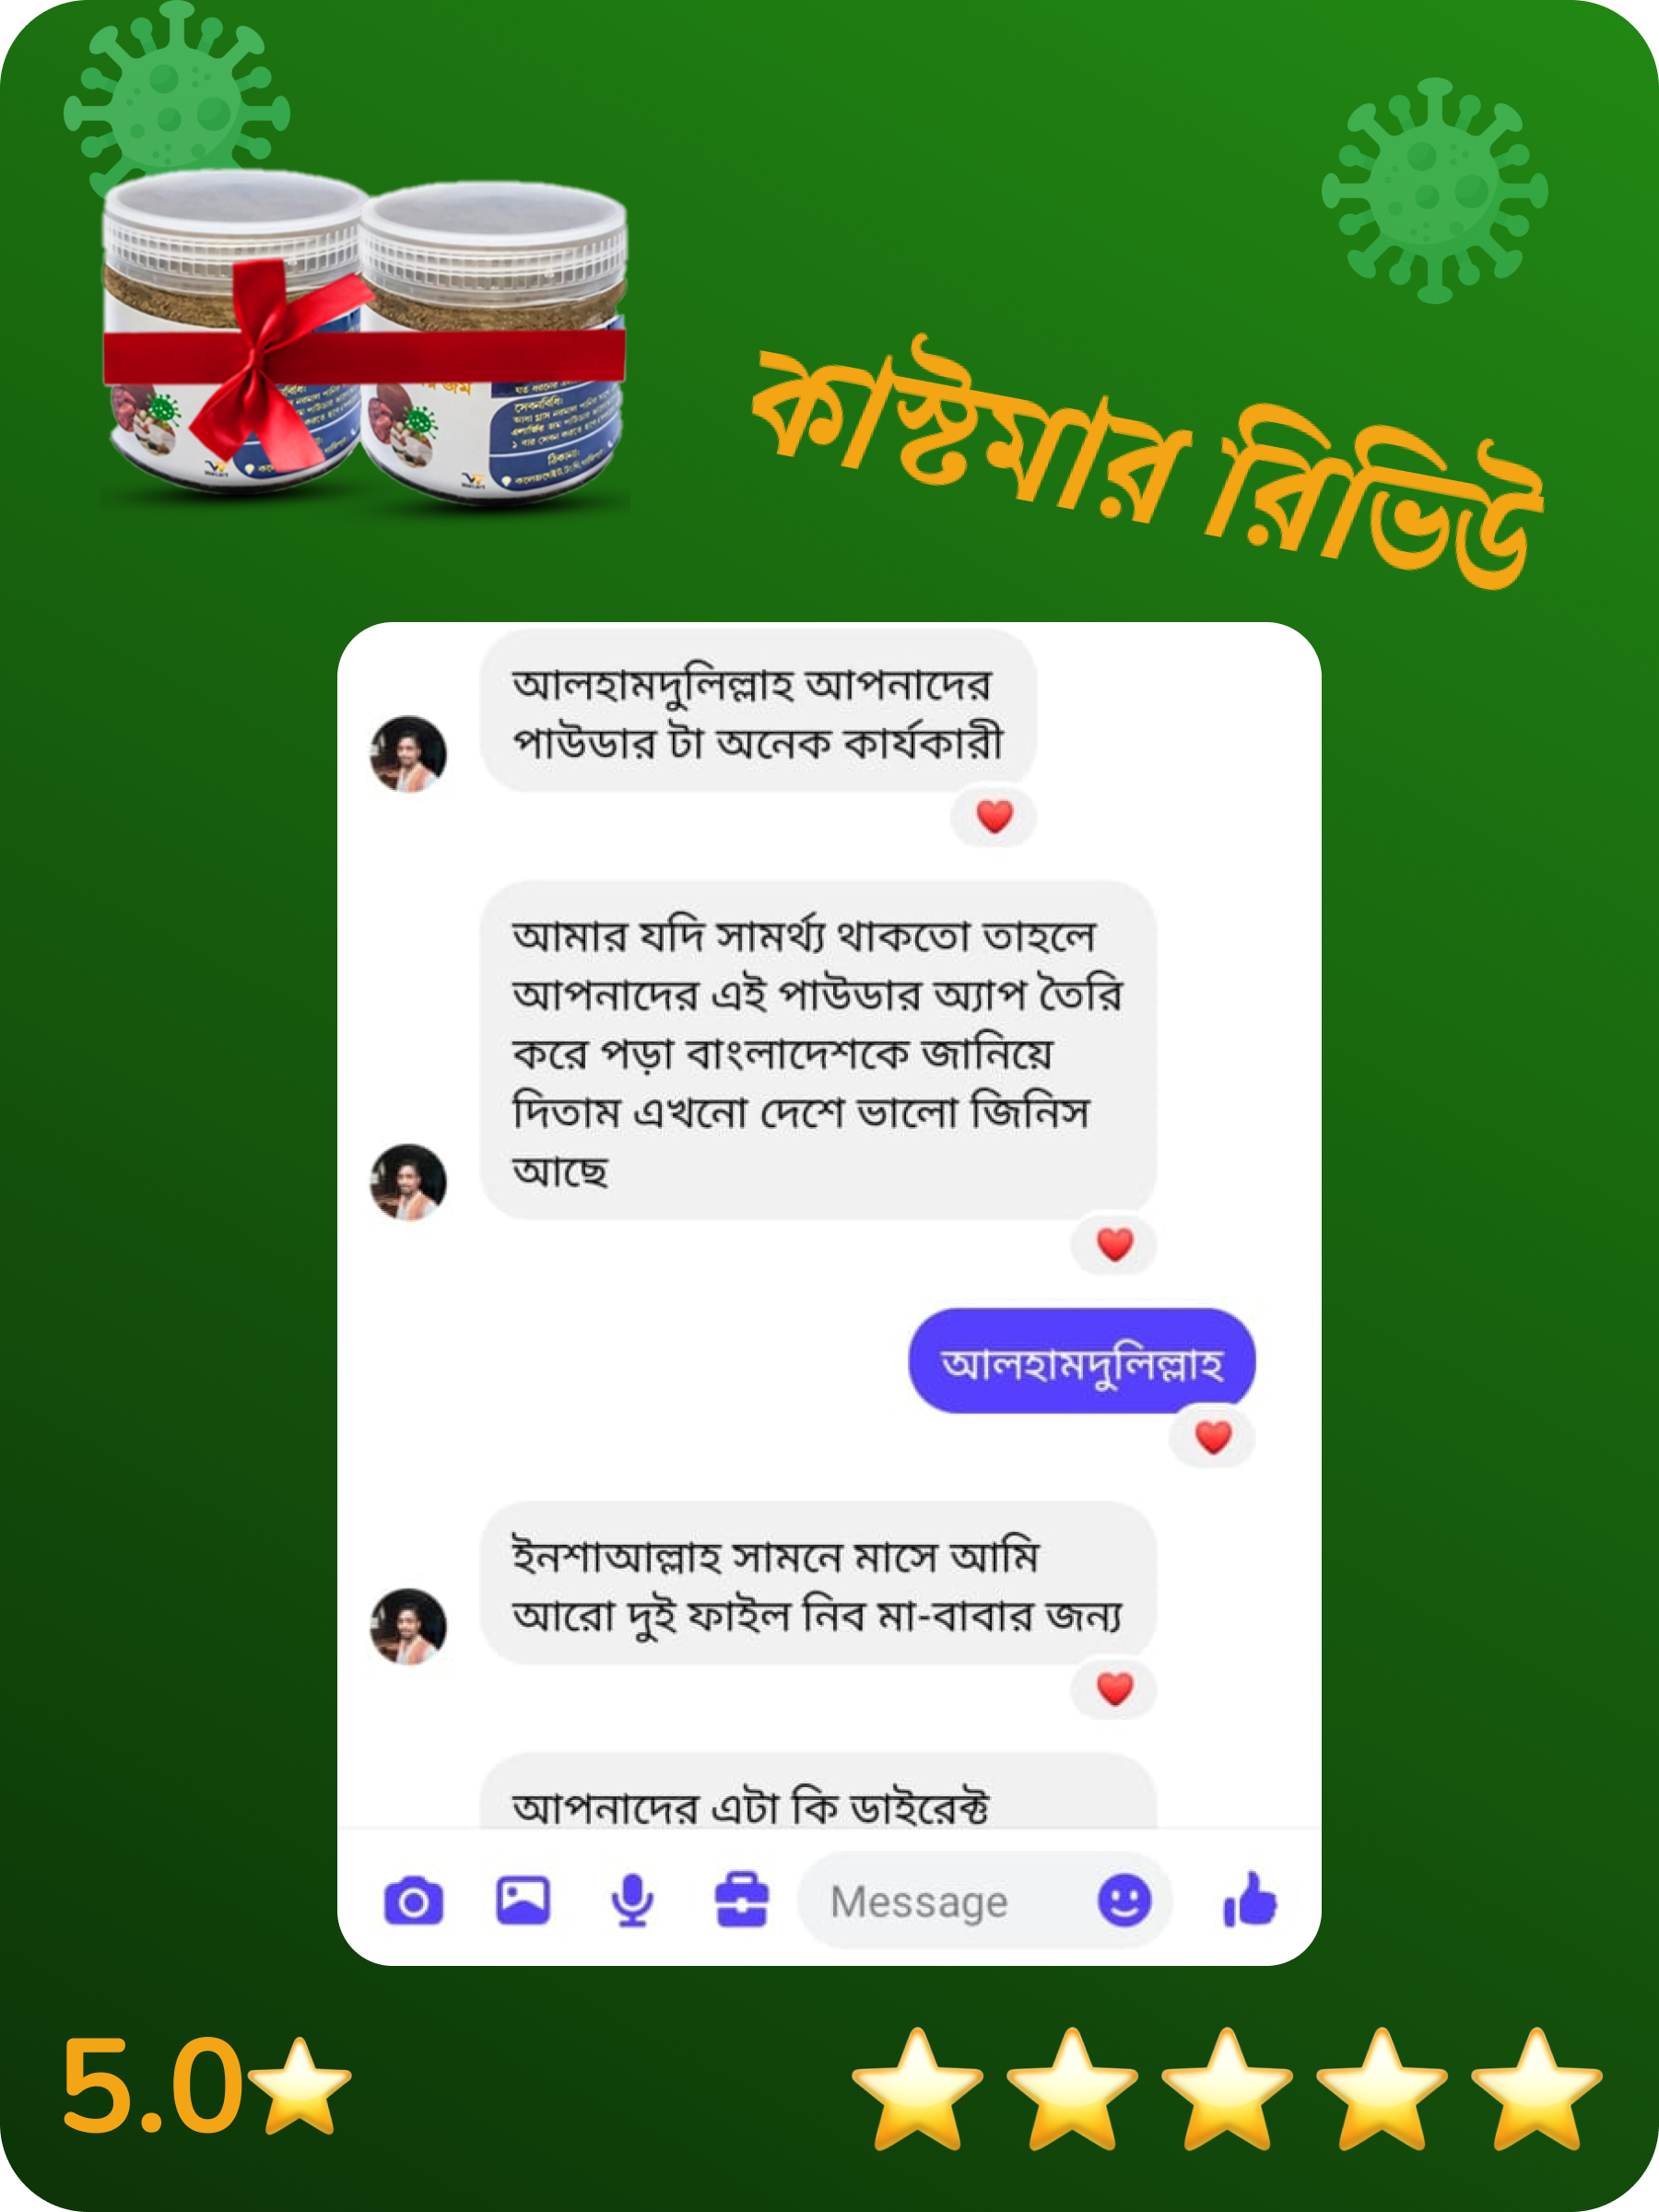 কাস্টমার রিভিউ
সেবনবিধি:
ঠিকানা:
আলহামদুলিল্লাহ আপনাদের
পাউডার টা অনেক কার্যকারী
আমার যদি সামর্থ্য থাকতো তাহলে
আপনাদের এই পাউডার অ্যাপ তৈরি
করে পড়া বাংলাদেশকে জানিয়ে
দিতাম এখনো দেশে ভালো জিনিস
আছে
আলহামদুলিল্লাহ
ইনশাআল্লাহ সামনে মাসে আমি
আরো দুই ফাইল নিব মা-বাবার জন্য
আপনাদের এটা কি ডাইরেক্ট
Message
5.0